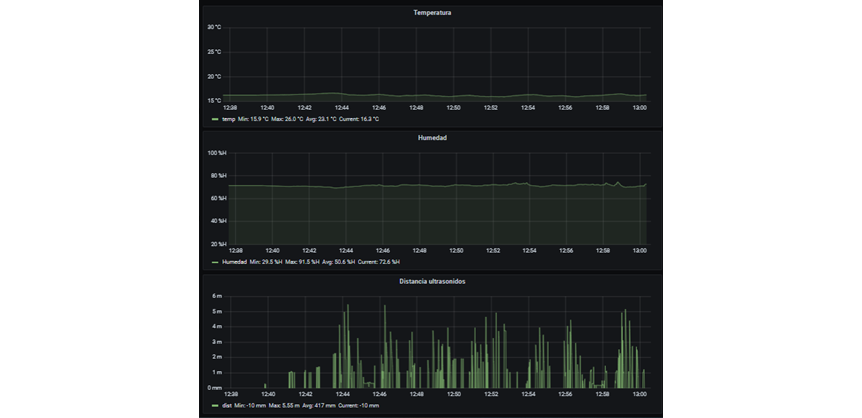 Temperatura
30 °C
25 °C
20 °C
15 °C
12:38 12:40 12:42 12:44 12:46 12:48 12:50 12:52 12:54 12:56 12:58 13:00
temp Min: 15.9 °C Max: 26.0 °C Avg: 23.1 °C Current: 16.3 °C
Humedad
100 %H
80 %H
60 %H
40 %H
20 %H
12:38 12:40 12:42 12:44 12:46 12:48 12:50 12:52 12:54 12:56 12:58 13:00
Humedad Min: 29.5 %H Max: 91.5 %H Avg: 50.6 %H Current: 72.6 %H
Distancia ultrasonidos
6 m
5 m
4 m
3 m
2 m
1 m
0 mm
12:38 12:40 12:42 12:44 12:46 12:48 12:50 12:52 12:54 12:56 12:58 13:00
dist Min: -10 mm Max: 5.55 m Avg: 417 mm Current: -10 mm